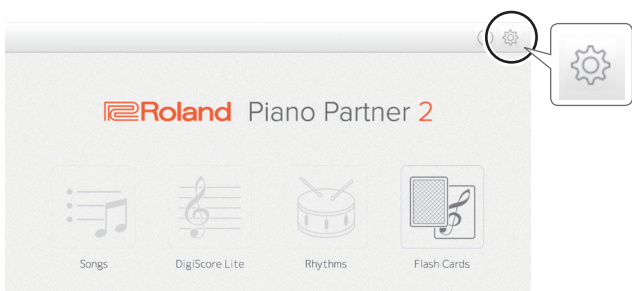 Roland Piano Partner 2
Songs
DigiScore Lite
Rhythms
Flash Cards